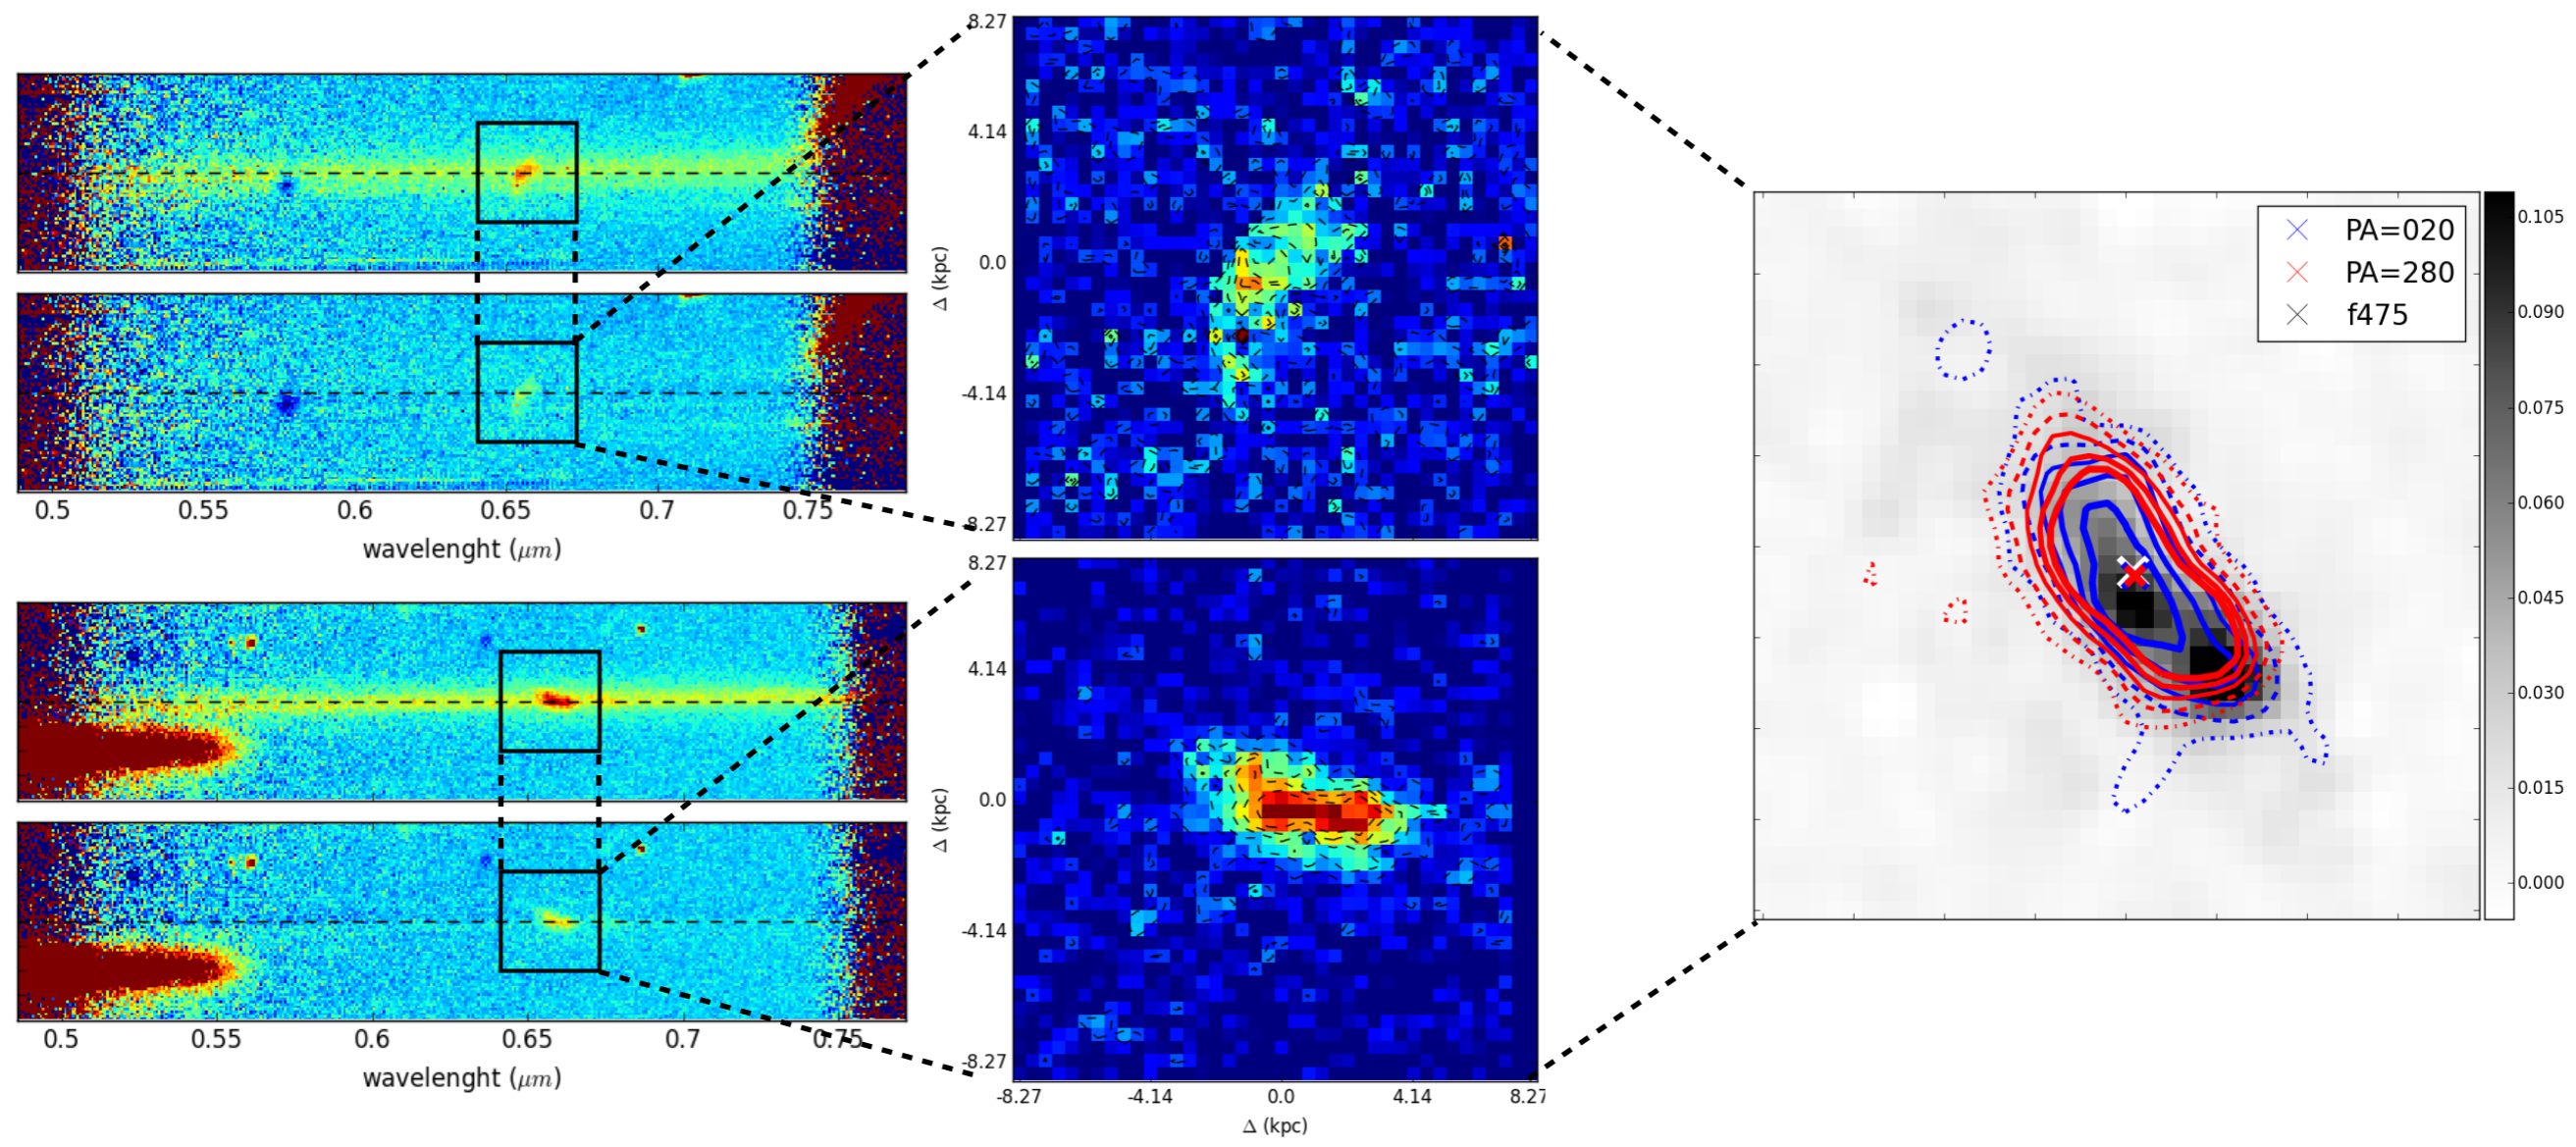 0.5 0.55 0.6 0.65 0.7 0.75
wavelenght (μm)
0.5 0.55 0.6 0.65 0.7 0.75
wavelenght (μm)
8.27
4.14
0.0
-4.14
-8.27
Δ (kpc)
8.27
4.14
0.0
-4.14
-8.27
Δ (kpc)
-8.27 -4.14 0.0 4.14 8.27
Δ (kpc)
PA=020
PA=280
f475
0.105
0.090
0.075
0.060
0.045
0.030
0.015
0.000